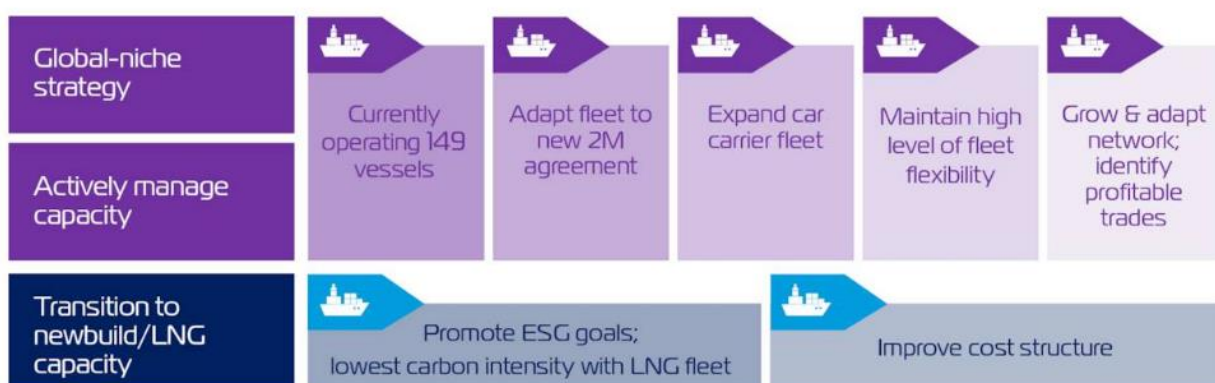 Global-niche
strategy
Actively manage
capacity
Currently
operating 149
vessels
Adapt fleet to
new 2M
agreement
Expand car
carrier fleet
Maintain high
level of fleet
flexibility
Grow & adapt
network;
identify
profitable
trades
Transition to
newbuild/LNG
capacity
Promote ESG goals;
lowest carbon intensity with LNG fleet
Improve cost structure